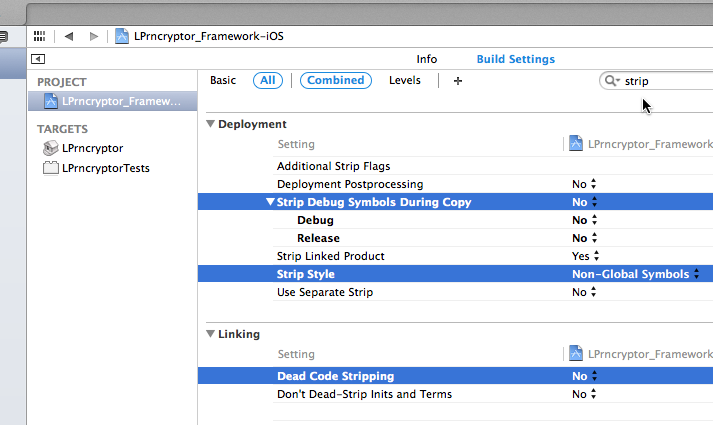 LPrncryptor_Framework-iOS
Info Build Settings
PROJECT
LPrncryptor_Framew...
TARGETS
LPrncryptor
LPrncryptorTests
Basic All Combined Levels + strip
Deployment
Setting LPrncryptor_Framework
Additional Strip Flags
Deployment Postprocessing No
Strip Debug Symbols During Copy No
Debug No
Release No
Strip Linked Product Yes
Strip Style Non-Global Symbols
Use Separate Strip No
Linking
Setting LPrncryptor_Framework
Dead Code Stripping No
Don't Dead-Strip Inits and Terms No